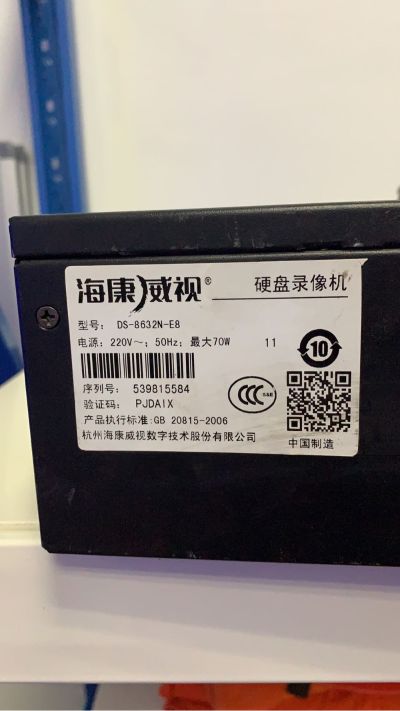 海康威视® 硬盘录像机
型号: DS-8632N-E8
电源: 220V～; 50Hz; 最大70W 11
10
序列号: 539815584
验证码: PJDAIX
CCC S&E
产品执行标准:GB 20815-2006
杭州海康威视数字技术股份有限公司
中国制造